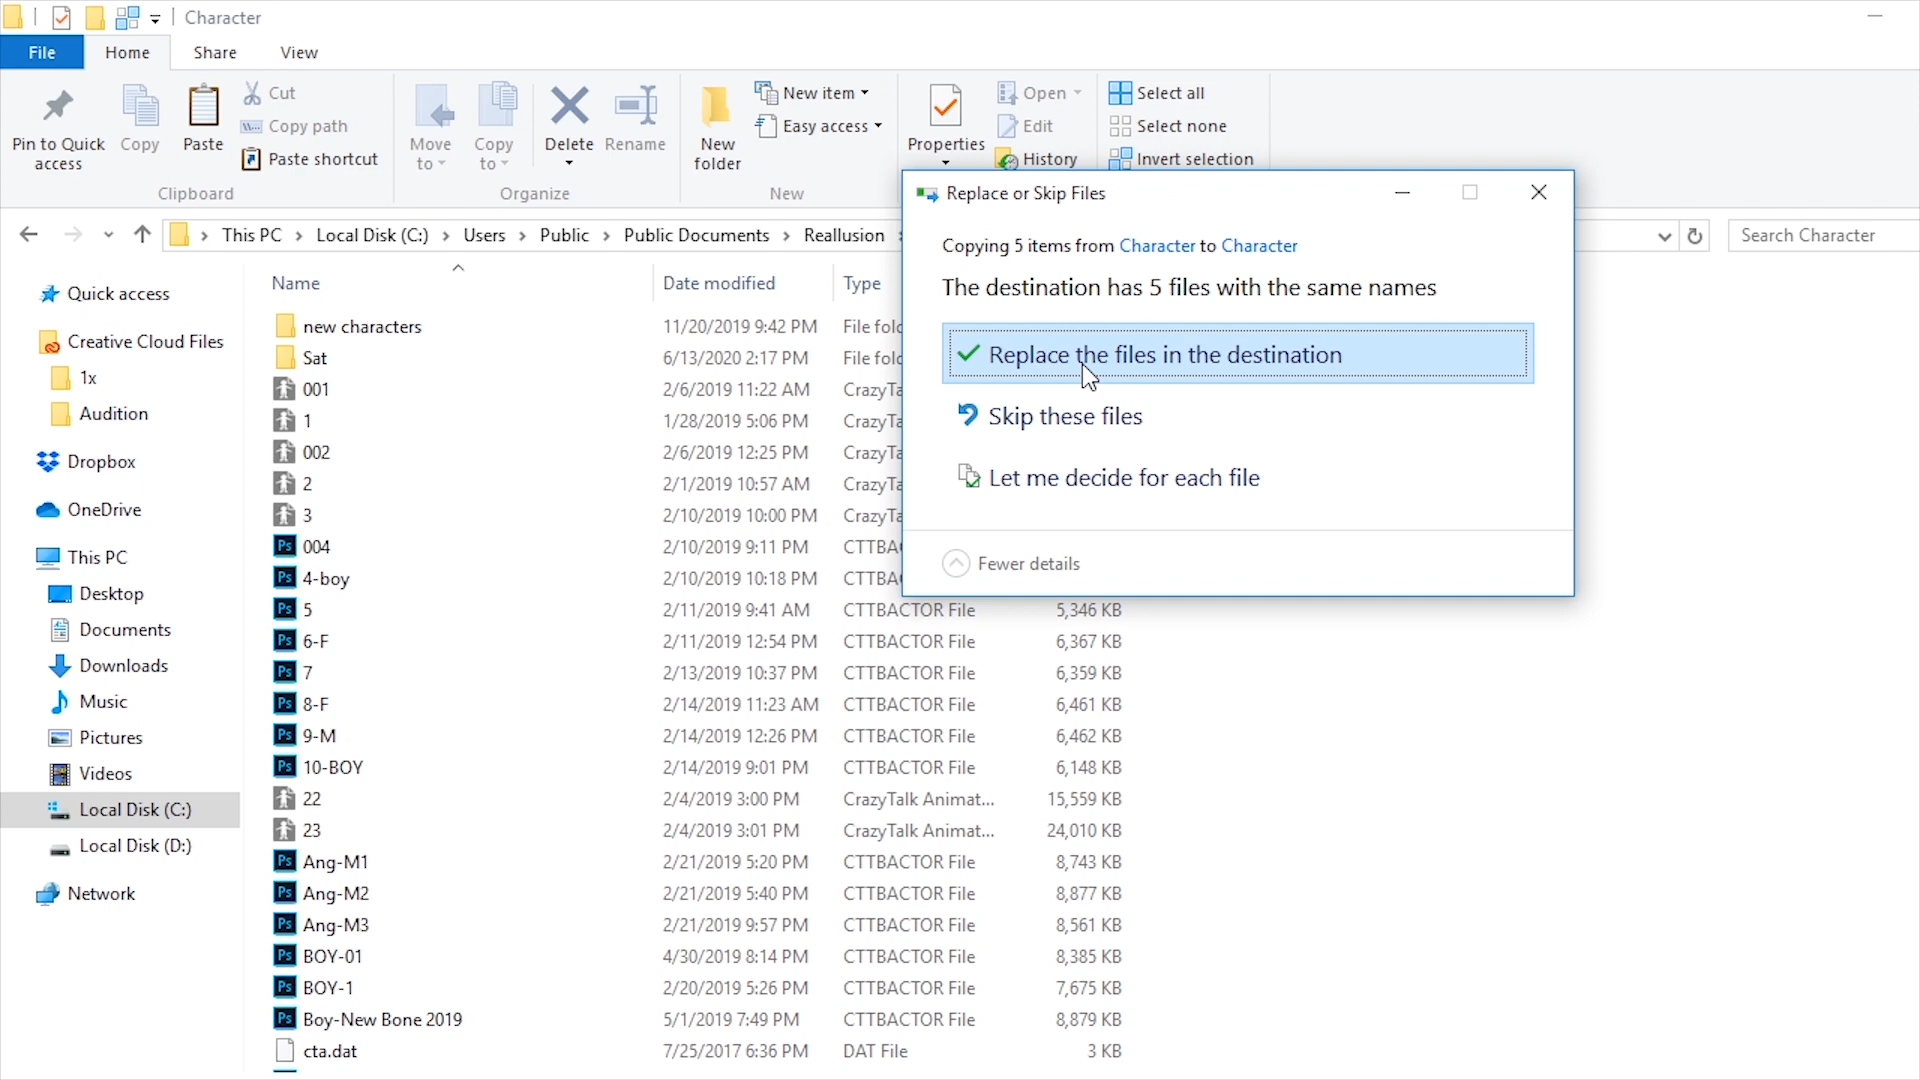 Character
File Home Share View
Pin to Quick access
Copy
Paste
Cut
Copy path
Paste shortcut
Clipboard
Move to
Copy to
Delete
Rename
Organize
New folder
New item
Easy access
New
Properties
Open
Edit
History
Select all
Select none
Invert selection
This PC Local Disk (C:) Users Public Public Documents Reallusion
Search Character
Quick access
Creative Cloud Files
1x
Audition
Dropbox
OneDrive
This PC
Desktop
Documents
Downloads
Music
Pictures
Videos
Local Disk (C:)
Local Disk (D:)
Network
Name Date modified Type
new characters 11/20/2019 9:42 PM File
Sat 6/13/2020 2:17 PM File
001 2/6/2019 11:22 AM
1 1/28/2019 5:06 PM
002 2/6/2019 12:25 PM
2 2/1/2019 10:57 AM
3 2/10/2019 10:00 PM
Ps 004 2/10/2019 9:11 PM
Ps 4-boy 2/10/2019 10:18 PM
Ps 5 2/11/2019 9:41 AM CTTBACTOR File 5,346 KB
Ps 6-F 2/11/2019 12:54 PM CTTBACTOR File 6,367 KB
Ps 7 2/13/2019 10:37 PM CTTBACTOR File 6,359 KB
Ps 8-F 2/14/2019 11:23 AM CTTBACTOR File 6,461 KB
Ps 9-M 2/14/2019 12:26 PM CTTBACTOR File 6,462 KB
Ps 10-BOY 2/14/2019 9:01 PM CTTBACTOR File 6,148 KB
22 2/4/2019 3:00 PM CrazyTalk Animat... 15,559 KB
23 2/4/2019 3:01 PM CrazyTalk Animat... 24,010 KB
Ps Ang-M1 2/21/2019 5:20 PM CTTBACTOR File 8,743 KB
Ps Ang-M2 2/21/2019 5:40 PM CTTBACTOR File 8,877 KB
Ps Ang-M3 2/21/2019 9:57 PM CTTBACTOR File 8,561 KB
Ps BOY-01 4/30/2019 8:14 PM CTTBACTOR File 8,385 KB
Ps BOY-1 2/20/2019 5:26 PM CTTBACTOR File 7,675 KB
Ps Boy-New Bone 2019 5/1/2019 7:49 PM CTTBACTOR File 8,879 KB
cta.dat 7/25/2017 6:36 PM DAT File 3 KB
Replace or Skip Files
Copying 5 items from Character to Character
The destination has 5 files with the same names
Replace the files in the destination
Skip these files
Let me decide for each file
Fewer details